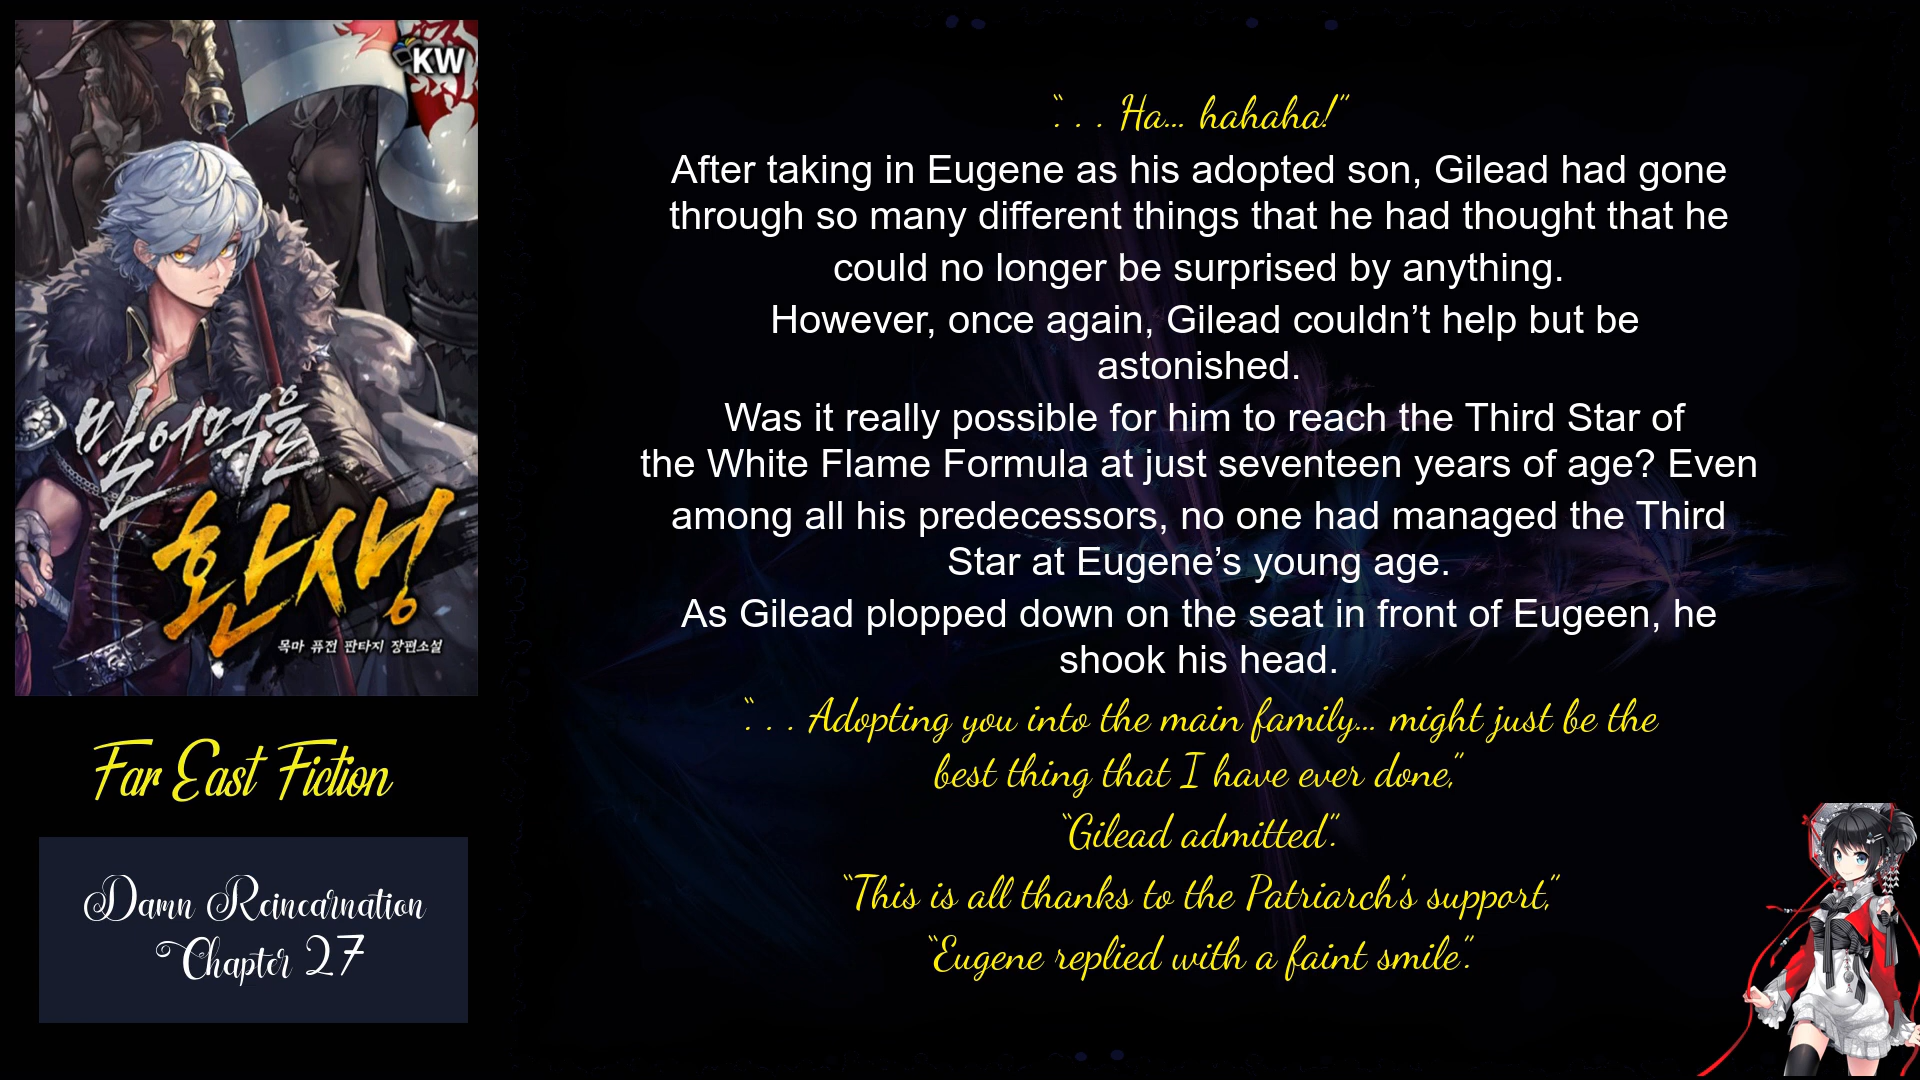 KW
빌어먹을
환생
목마 퓨전 판타지 장편소설
Far East Fiction
Damn Reincarnation
Chapter 27
“. . . Ha... hahaha!”
After taking in Eugene as his adopted son, Gilead had gone
through so many different things that he had thought that he
could no longer be surprised by anything.
However, once again, Gilead couldn’t help but be
astonished.
Was it really possible for him to reach the Third Star of
the White Flame Formula at just seventeen years of age? Even
among all his predecessors, no one had managed the Third
Star at Eugene’s young age.
As Gilead plopped down on the seat in front of Eugeen, he
shook his head.
“. . . Adopting you into the main family... might just be the
best thing that I have ever done,”
“Gilead admitted”.
“This is all thanks to the Patriarch’s support,”
“Eugene replied with a faint smile”.